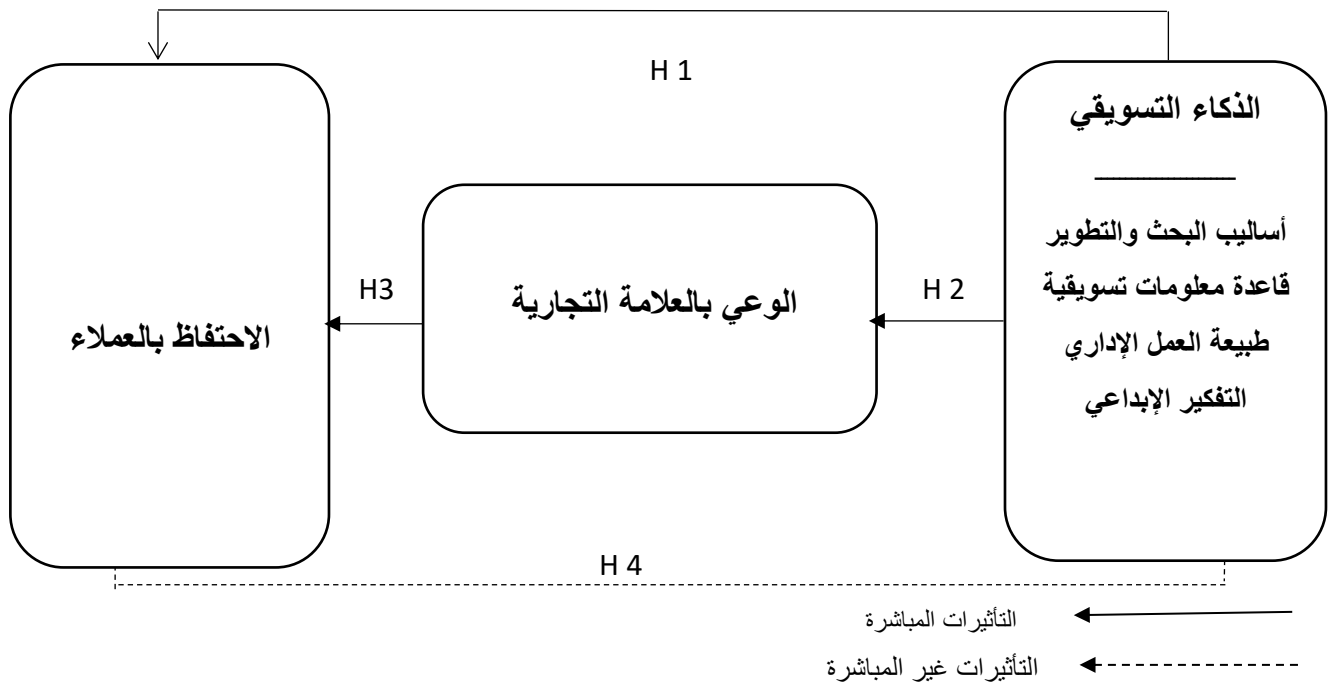 H 1
الذكاء التسويقي
أساليب البحث والتطوير
قاعدة معلومات تسويقية
طبيعة العمل الإداري
التفكير الإبداعي
H 2
الوعي بالعلامة التجارية
H3
الاحتفاظ بالعملاء
H 4
التأثيرات المباشرة
التأثيرات غير المباشرة